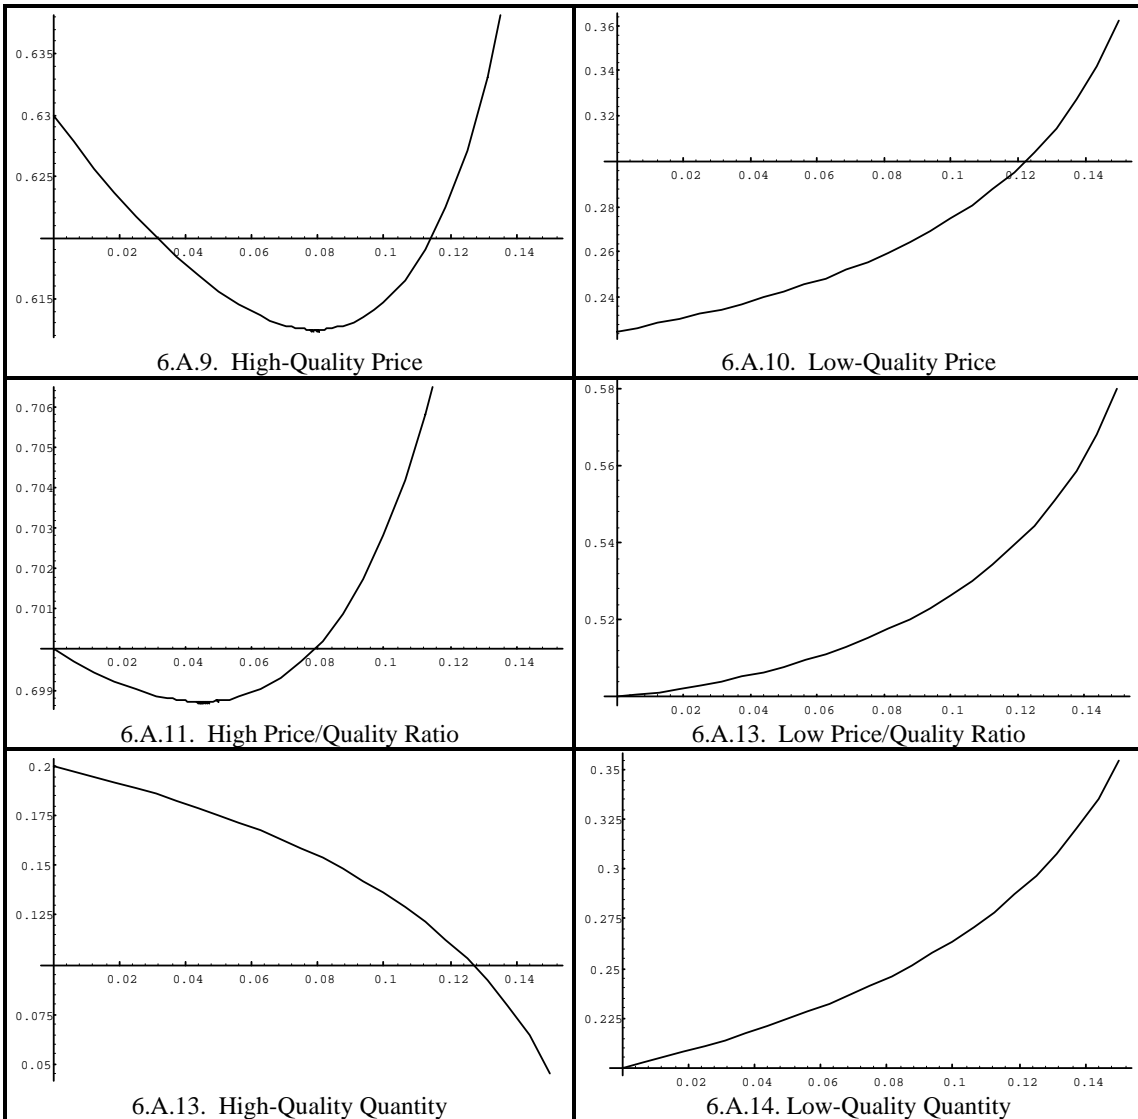 0.635
0.63
0.625
0.615
0.02 0.04 0.06 0.08 0.1 0.12 0.14
6.A.9. High-Quality Price
0.36
0.34
0.32
0.28
0.26
0.24
0.02 0.04 0.06 0.08 0.1 0.12 0.14
6.A.10. Low-Quality Price
0.706
0.705
0.704
0.703
0.702
0.701
0.699
0.02 0.04 0.06 0.08 0.1 0.12 0.14
6.A.11. High Price/Quality Ratio
0.58
0.56
0.54
0.52
0.02 0.04 0.06 0.08 0.1 0.12 0.14
6.A.13. Low Price/Quality Ratio
0.2
0.175
0.15
0.125
0.075
0.05
0.02 0.04 0.06 0.08 0.1 0.12 0.14
6.A.13. High-Quality Quantity
0.35
0.325
0.3
0.275
0.25
0.225
0.02 0.04 0.06 0.08 0.1 0.12 0.14
6.A.14. Low-Quality Quantity